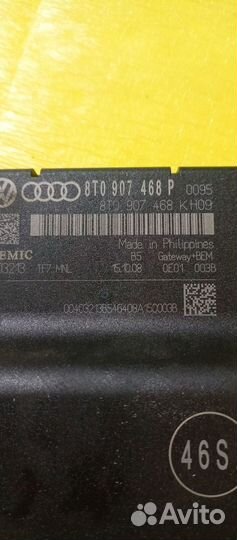 8T0 907 468 P 0095
8T0 907 468 KH09
Made in Philippines
EMIC B5 Gateway+BEM
03213 1F7 MNL 15.10.08 0E01 003B
00403213B546408A15C0003B
46S
Avito